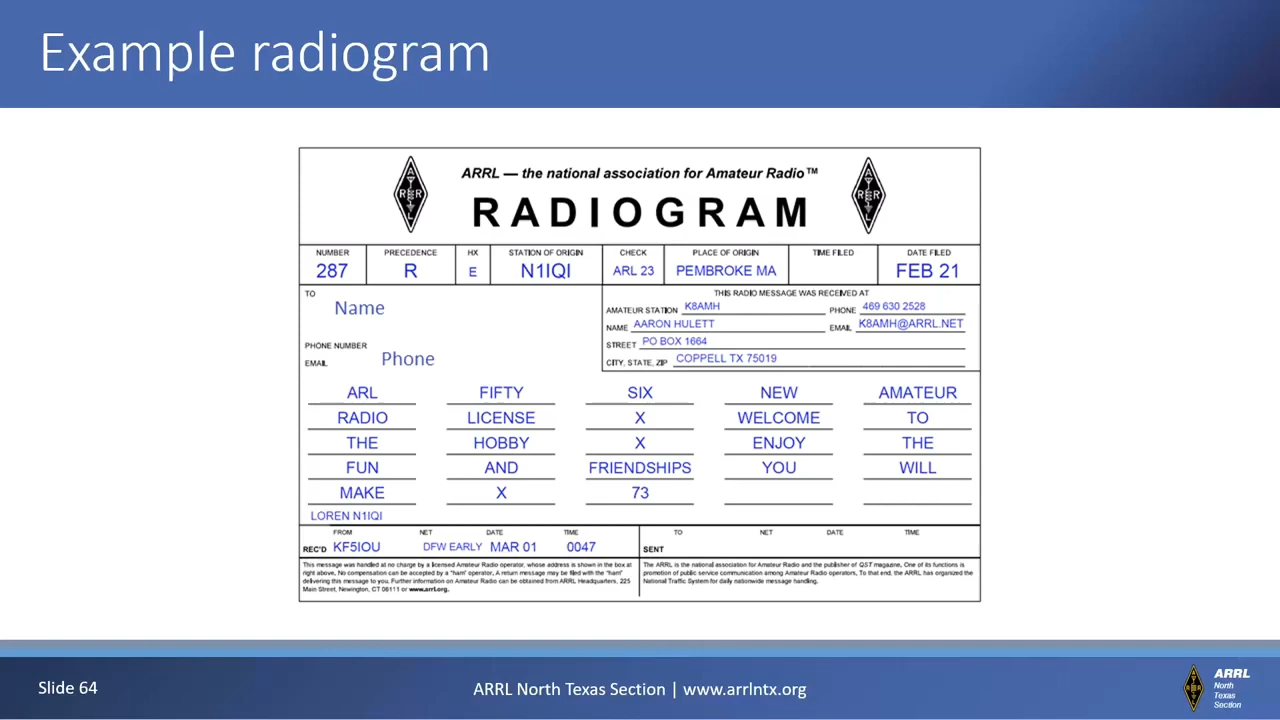 Example radiogram
ARRL — the national association for Amateur Radio™
RADIOGRAM
NUMBER PRECEDENCE HX STATION OF ORIGIN CHECK PLACE OF ORIGIN TIME FILED DATE FILED
287 R E N1IQI ARL 23 PEMBROKE MA FEB 21
TO
Name
PHONE NUMBER
EMAIL Phone
THIS RADIO MESSAGE WAS RECEIVED AT
AMATEUR STATION K8AMH PHONE 469 630 2528
NAME AARON HULETT EMAIL K8AMH@ARRL.NET
STREET PO BOX 1664
CITY, STATE, ZIP COPPELL TX 75019
ARL FIFTY SIX NEW AMATEUR
RADIO LICENSE X WELCOME TO
THE HOBBY X ENJOY THE
FUN AND FRIENDSHIPS YOU WILL
MAKE X 73
LOREN N1IQI
FROM NET DATE TIME
REC'D KF5IOU DFW EARLY MAR 01 0047
TO NET DATE TIME
SENT
This message was handled at no charge by a licensed Amateur Radio operator, whose address is shown in the box at
right above. No compensation can be accepted by a "ham" operator. A return message may be filed with the "ham"
delivering this message to you. Further information on Amateur Radio can be obtained from ARRL Headquarters, 225
Main Street, Newington, CT 06111 or www.arrl.org.
The ARRL is the national association for Amateur Radio and the publisher of QST magazine. One of its functions is
promotion of public service communication among Amateur Radio operators. To that end, the ARRL has organized the
National Traffic System for daily nationwide message handling.
Slide 64
ARRL North Texas Section | www.arrlntx.org
ARRL
North
Texas
Section